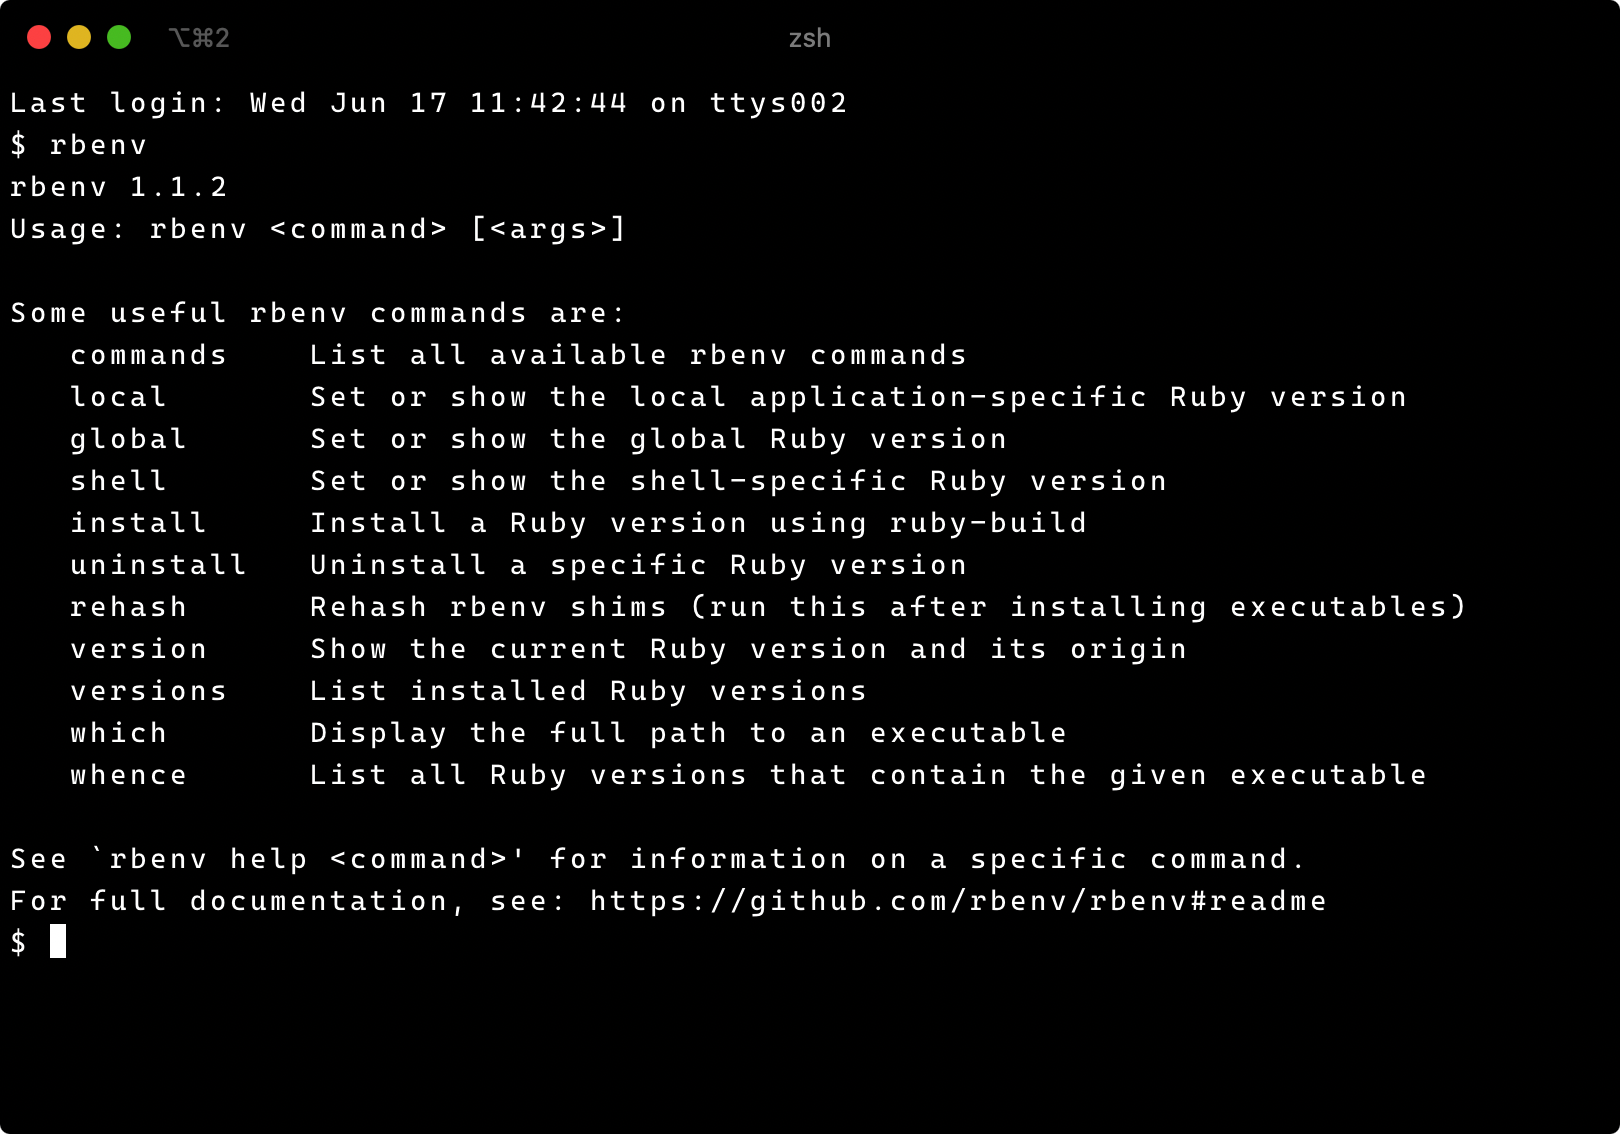 ⌥⌘2
zsh
Last login: Wed Jun 17 11:42:44 on ttys002
$ rbenv
rbenv 1.1.2
Usage: rbenv <command> [<args>]

Some useful rbenv commands are:
   commands    List all available rbenv commands
   local       Set or show the local application-specific Ruby version
   global      Set or show the global Ruby version
   shell       Set or show the shell-specific Ruby version
   install     Install a Ruby version using ruby-build
   uninstall   Uninstall a specific Ruby version
   rehash      Rehash rbenv shims (run this after installing executables)
   version     Show the current Ruby version and its origin
   versions    List installed Ruby versions
   which       Display the full path to an executable
   whence      List all Ruby versions that contain the given executable

See `rbenv help <command>' for information on a specific command.
For full documentation, see: https://github.com/rbenv/rbenv#readme
$